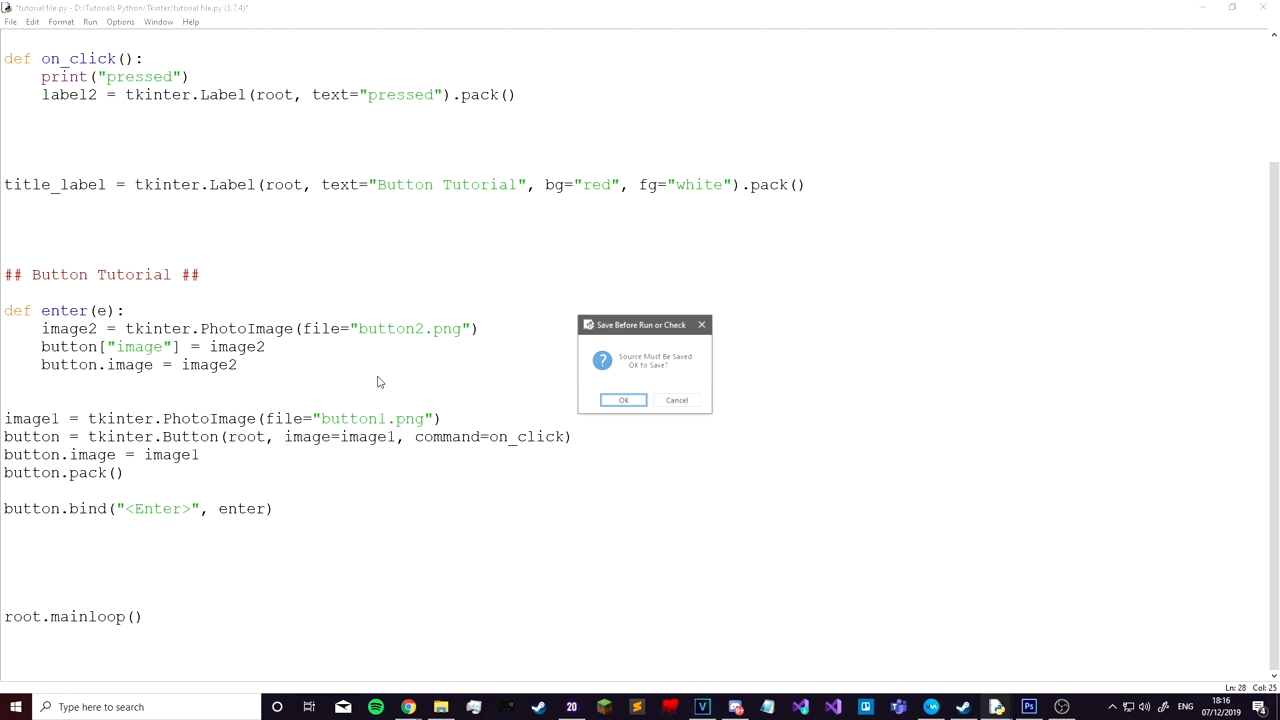 *tutorial file.py - D:/Tutorials Python/Tkinter/tutorial file.py (3.7.4)*
File Edit Format Run Options Window Help
def on_click():
    print("pressed")
    label2 = tkinter.Label(root, text="pressed").pack()
title_label = tkinter.Label(root, text="Button Tutorial", bg="red", fg="white").pack()
## Button Tutorial ##
def enter(e):
    image2 = tkinter.PhotoImage(file="button2.png")
    button["image"] = image2
    button.image = image2
image1 = tkinter.PhotoImage(file="button1.png")
button = tkinter.Button(root, image=image1, command=on_click)
button.image = image1
button.pack()
button.bind("<Enter>", enter)
root.mainloop()
Save Before Run or Check
Source Must Be Saved
OK to Save?
OK Cancel
Ln: 28 Col: 25
Type here to search
20
ENG
18:16
07/12/2019